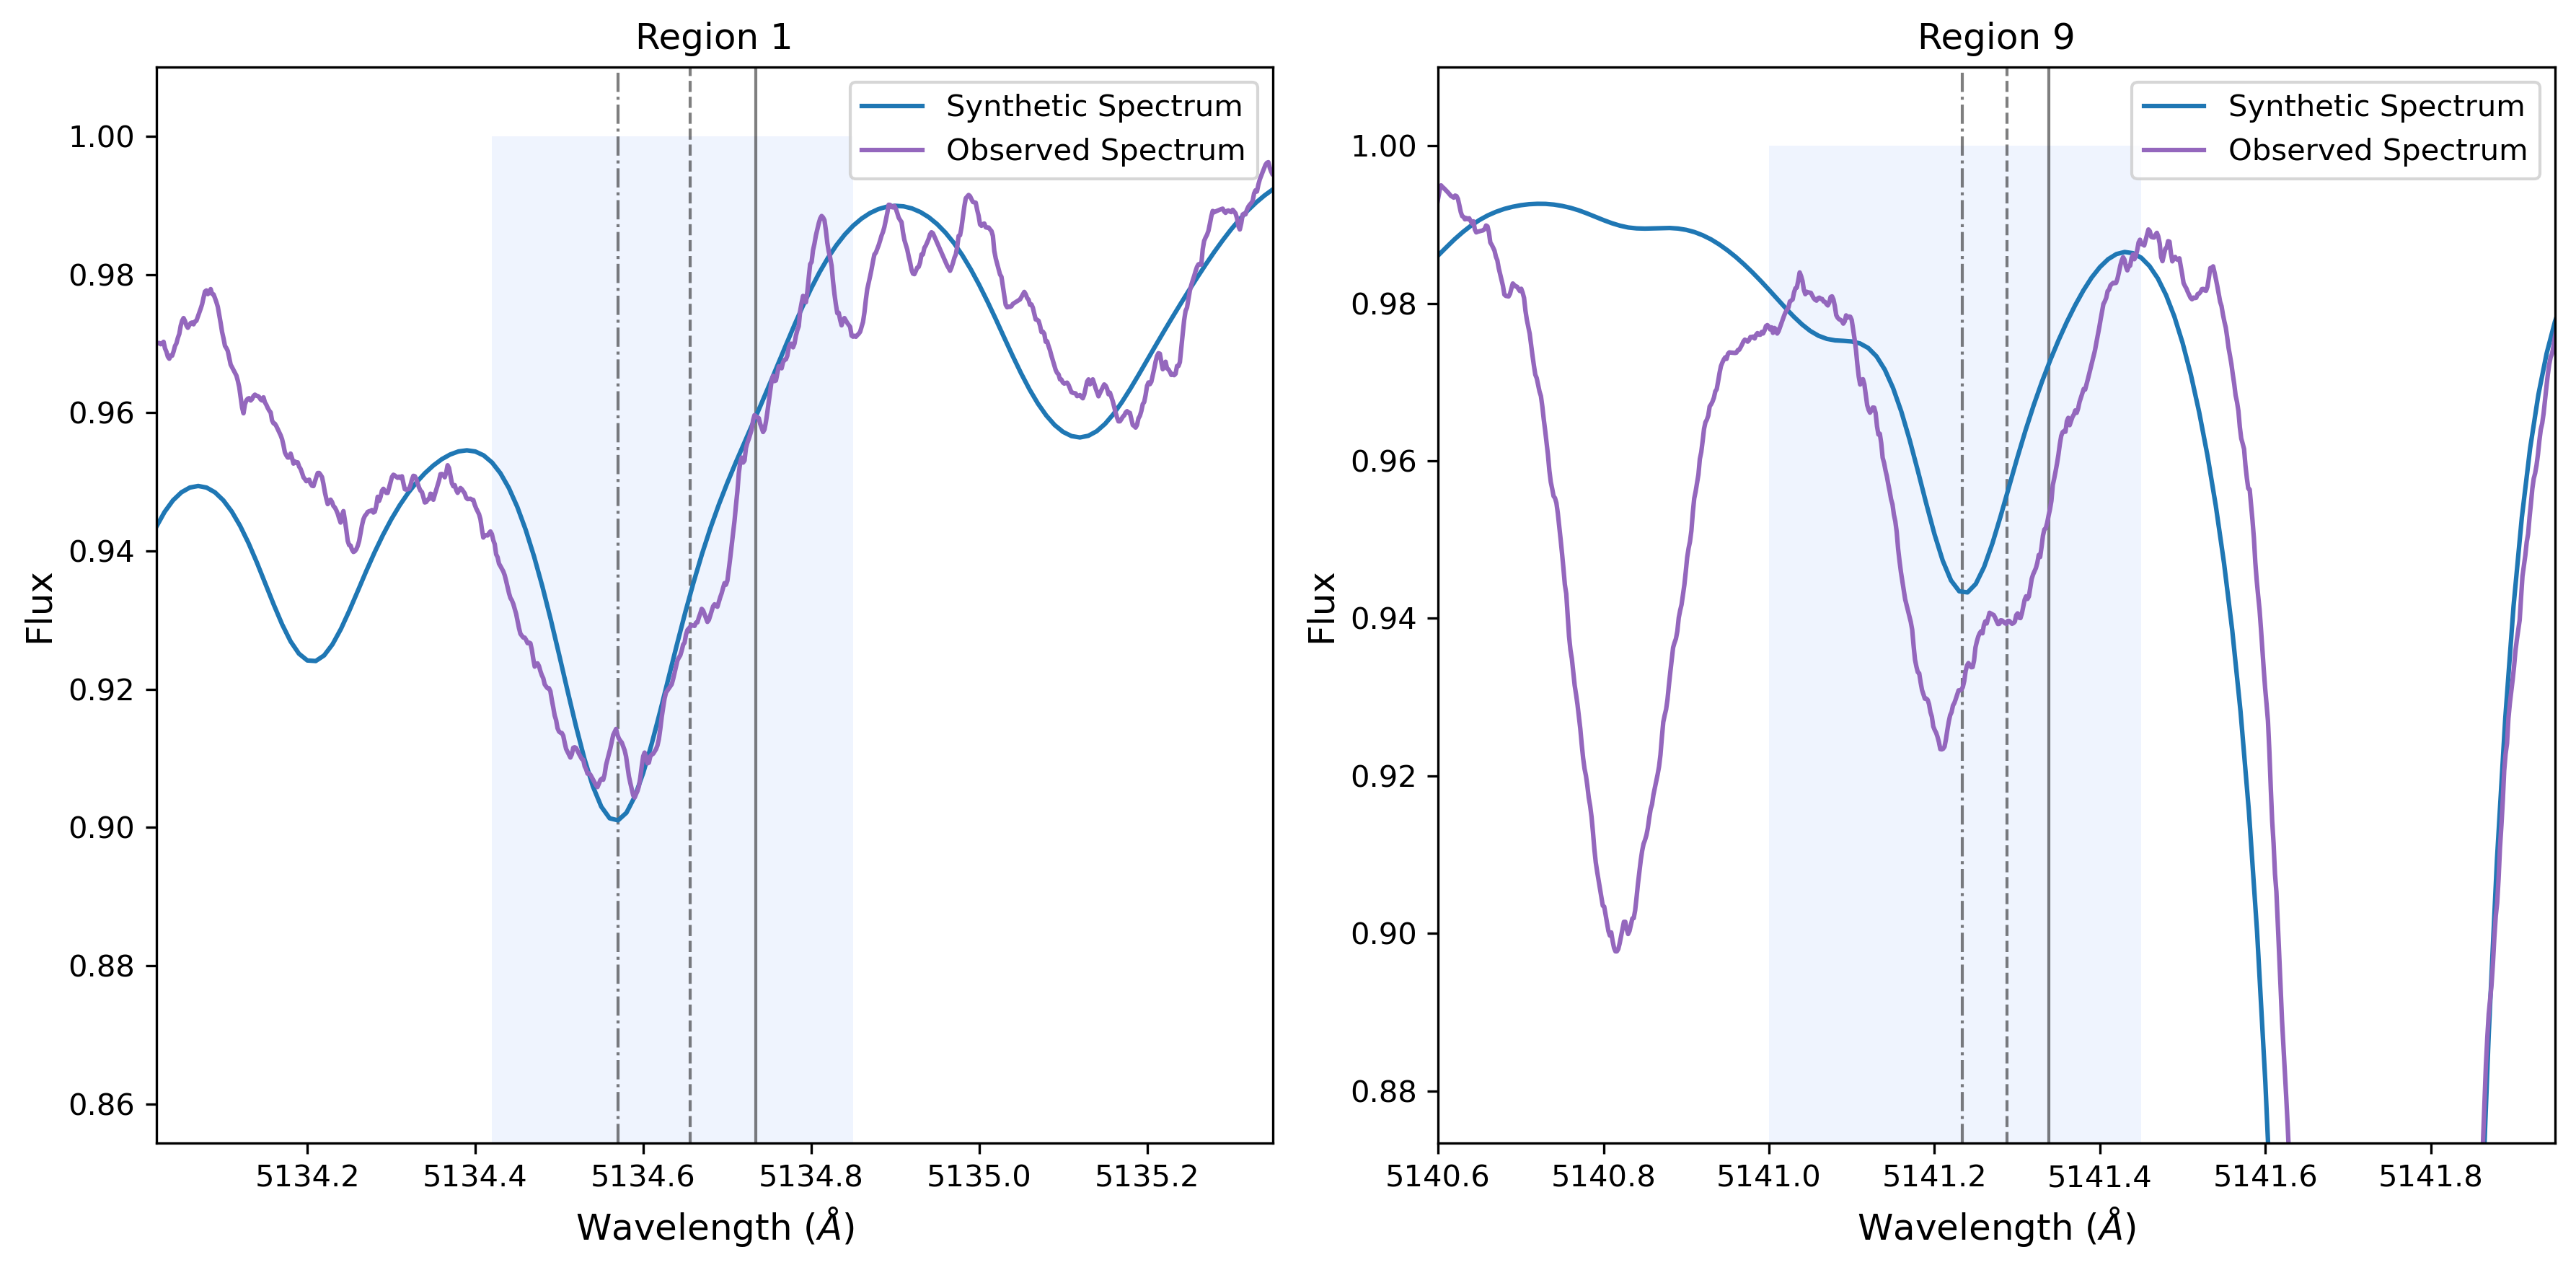 Region 1
Synthetic Spectrum
Observed Spectrum
1.00
0.98
0.96
0.94
0.92
0.90
0.88
0.86
Flux
5134.2 5134.4 5134.6 5134.8 5135.0 5135.2
Wavelength (Å)
Region 9
Synthetic Spectrum
Observed Spectrum
1.00
0.98
0.96
0.94
0.92
0.90
0.88
Flux
5140.6 5140.8 5141.0 5141.2 5141.4 5141.6 5141.8
Wavelength (Å)